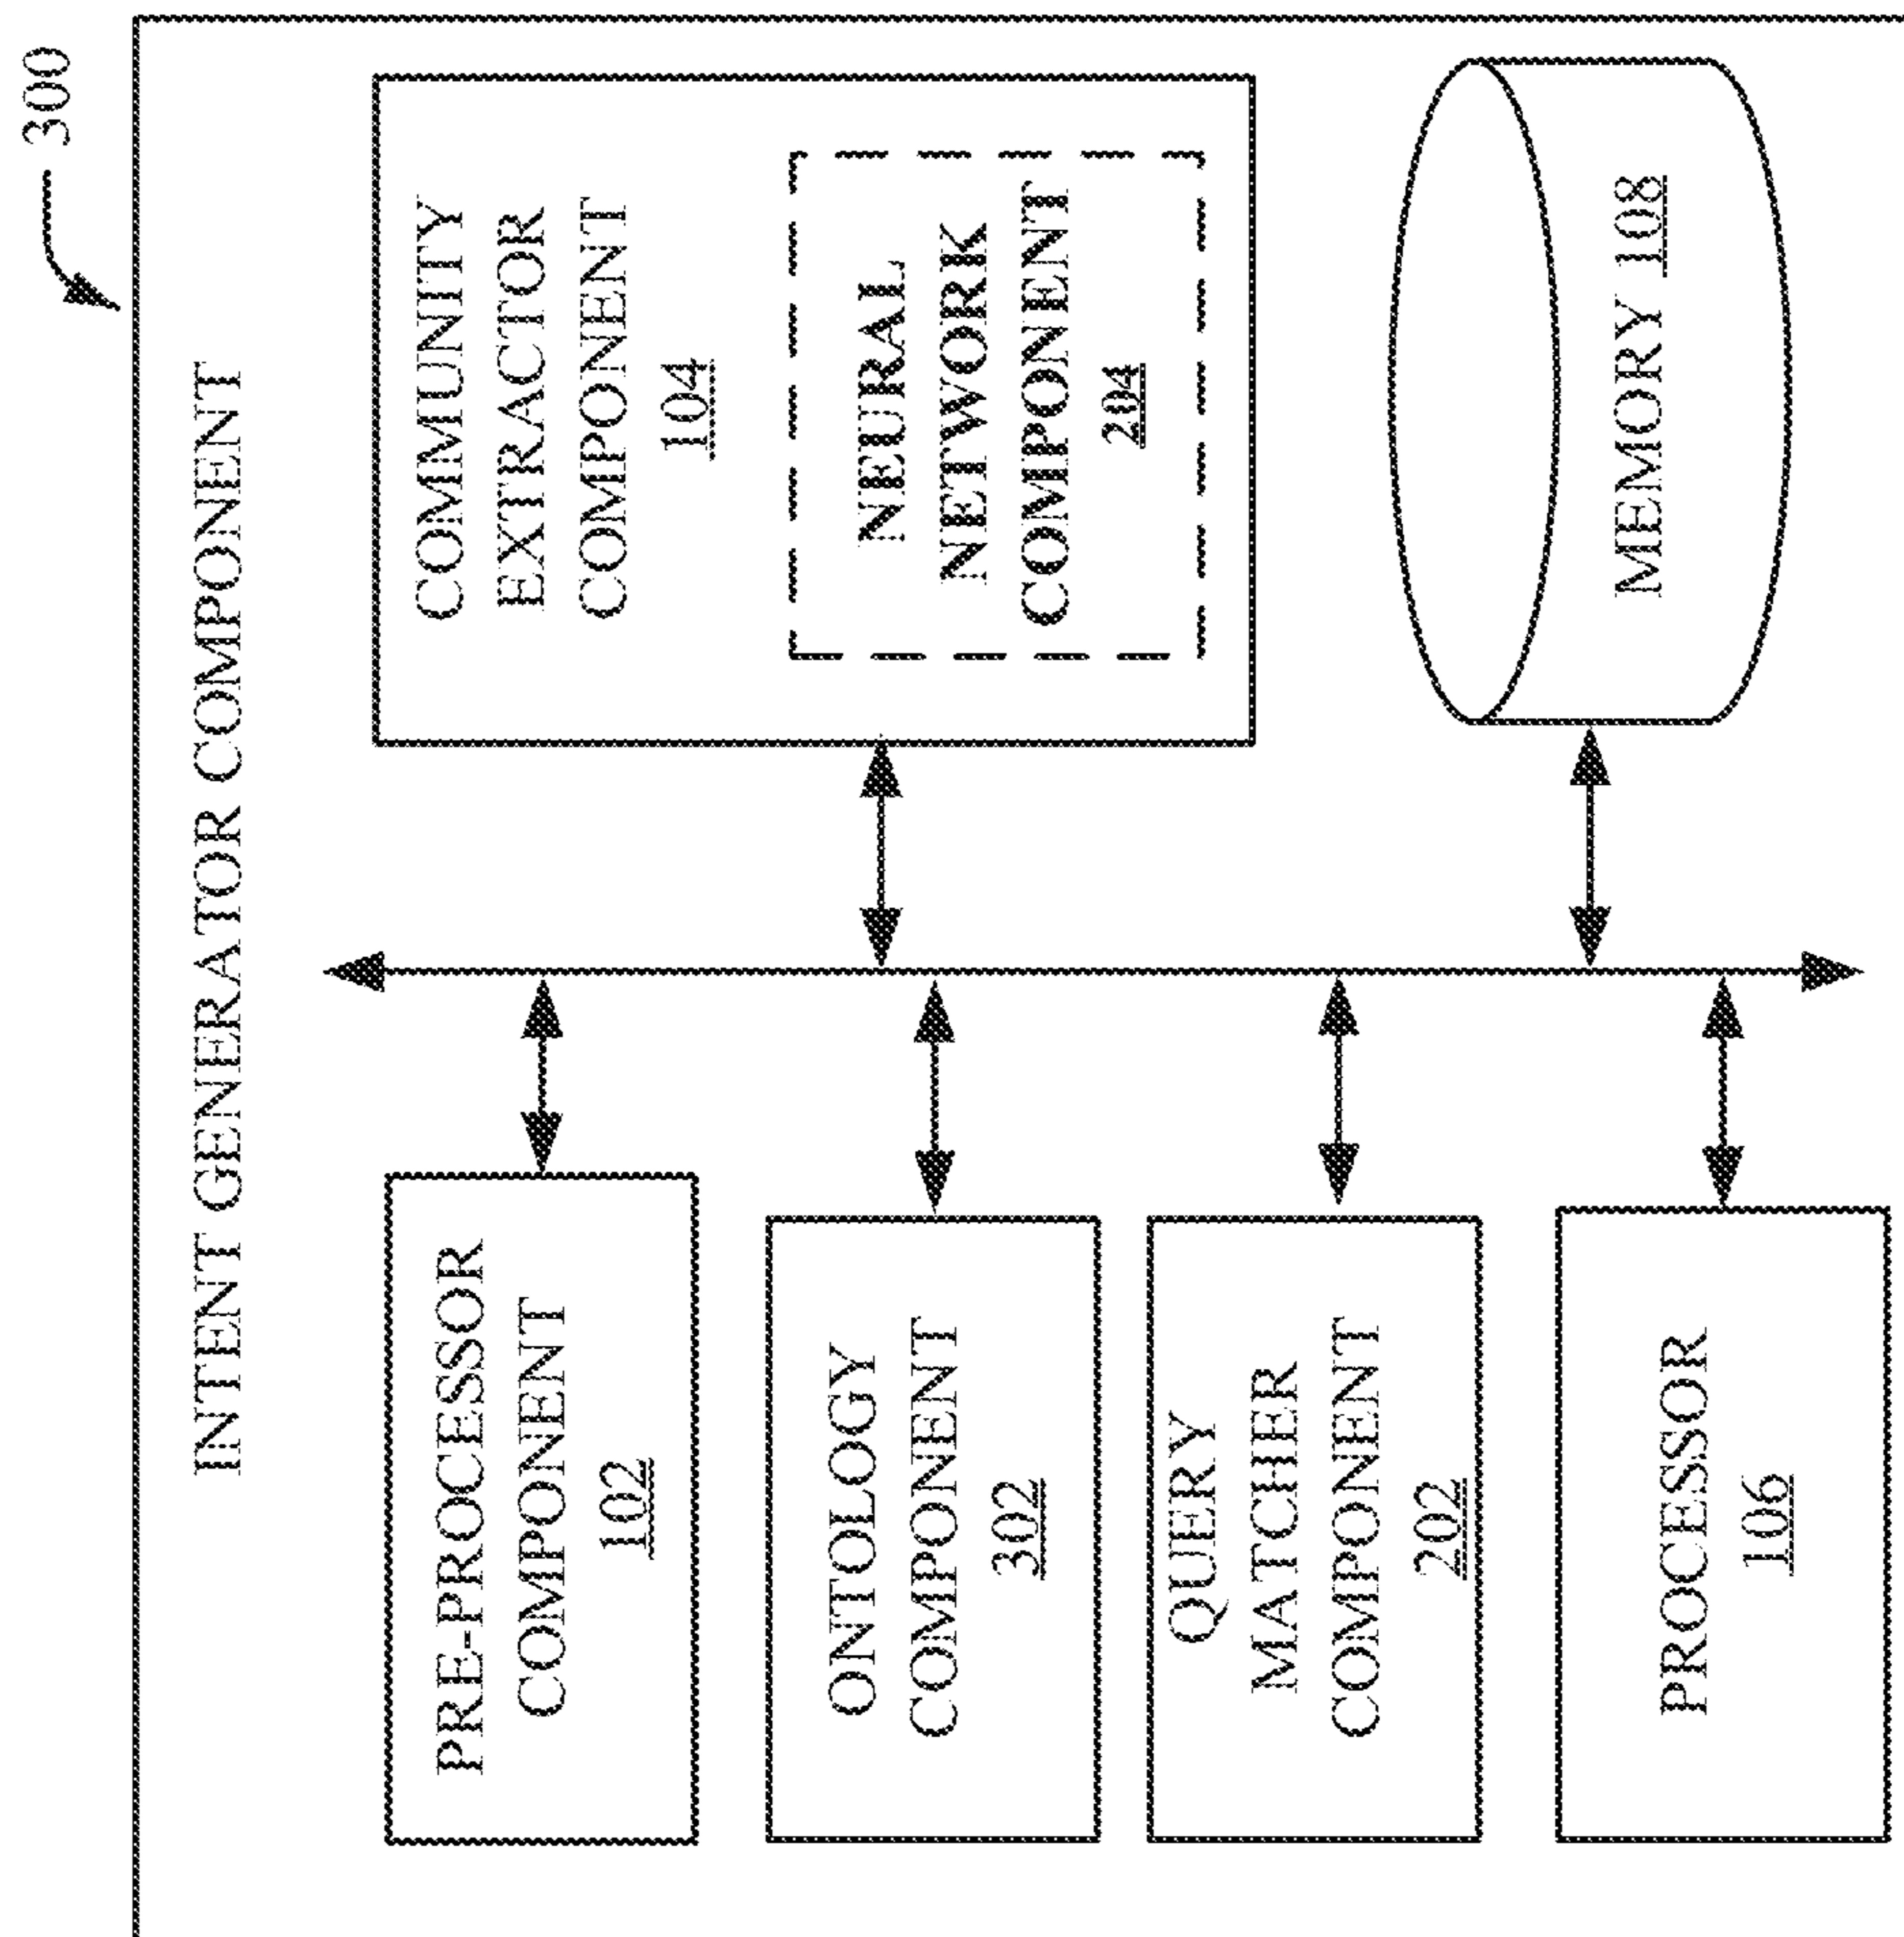 300
INTENT GENERATOR COMPONENT
PRE-PROCESSOR
COMPONENT
102
ONTOLOGY
COMPONENT
302
QUERY
MATCHER
COMPONENT
202
PROCESSOR
106
COMMUNITY
EXTRACTOR
COMPONENT
104
NEURAL
NETWORK
COMPONENT
204
MEMORY 108